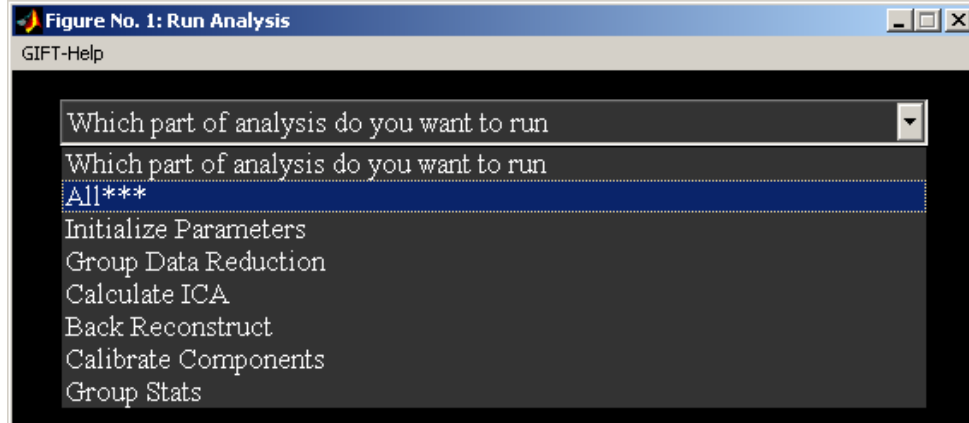 Figure No. 1: Run Analysis
GIFT-Help
Which part of analysis do you want to run
Which part of analysis do you want to run
All***
Initialize Parameters
Group Data Reduction
Calculate ICA
Back Reconstruct
Calibrate Components
Group Stats